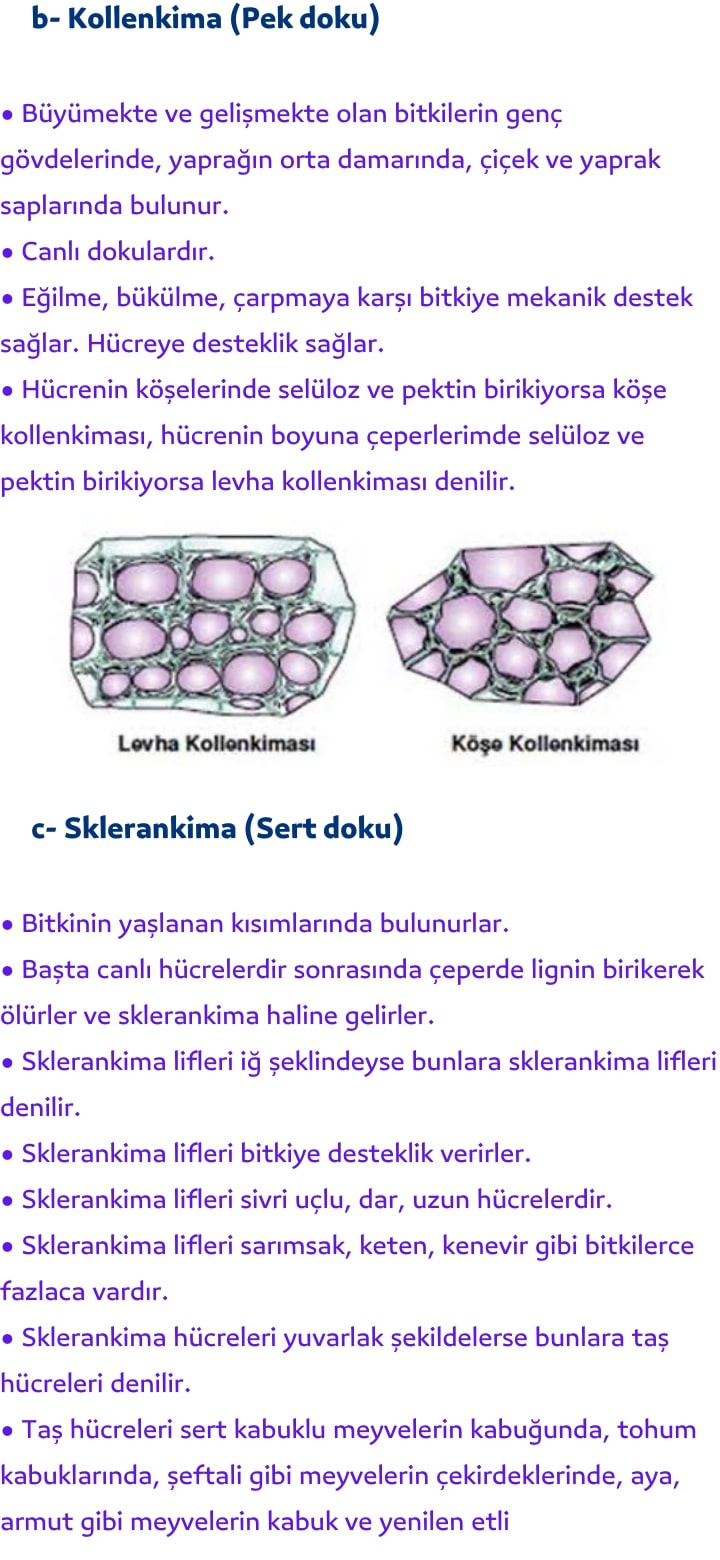 b- Kollenkima (Pek doku)
• Büyümekte ve gelişmekte olan bitkilerin genç
gövdelerinde, yaprağın orta damarında, çiçek ve yaprak
saplarında bulunur.
• Canlı dokulardır.
• Eğilme, bükülme, çarpmaya karşı bitkiye mekanik destek
sağlar. Hücreye desteklik sağlar.
• Hücrenin köşelerinde selüloz ve pektin birikiyorsa köşe
kollenkiması, hücrenin boyuna çeperlerimde selüloz ve
pektin birikiyorsa levha kollenkiması denilir.
Levha Kollenkiması Köşe Kollenkiması
c- Sklerankima (Sert doku)
• Bitkinin yaşlanan kısımlarında bulunurlar.
• Başta canlı hücrelerdir sonrasında çeperde lignin birikerek
ölürler ve sklerankima haline gelirler.
• Sklerankima lifleri iğ şeklindeyse bunlara sklerankima lifleri
denilir.
• Sklerankima lifleri bitkiye desteklik verirler.
• Sklerankima lifleri sivri uçlu, dar, uzun hücrelerdir.
• Sklerankima lifleri sarımsak, keten, kenevir gibi bitkilerce
fazlaca vardır.
• Sklerankima hücreleri yuvarlak şekildelerse bunlara taş
hücreleri denilir.
• Taş hücreleri sert kabuklu meyvelerin kabuğunda, tohum
kabuklarında, şeftali gibi meyvelerin çekirdeklerinde, aya,
armut gibi meyvelerin kabuk ve yenilen etli